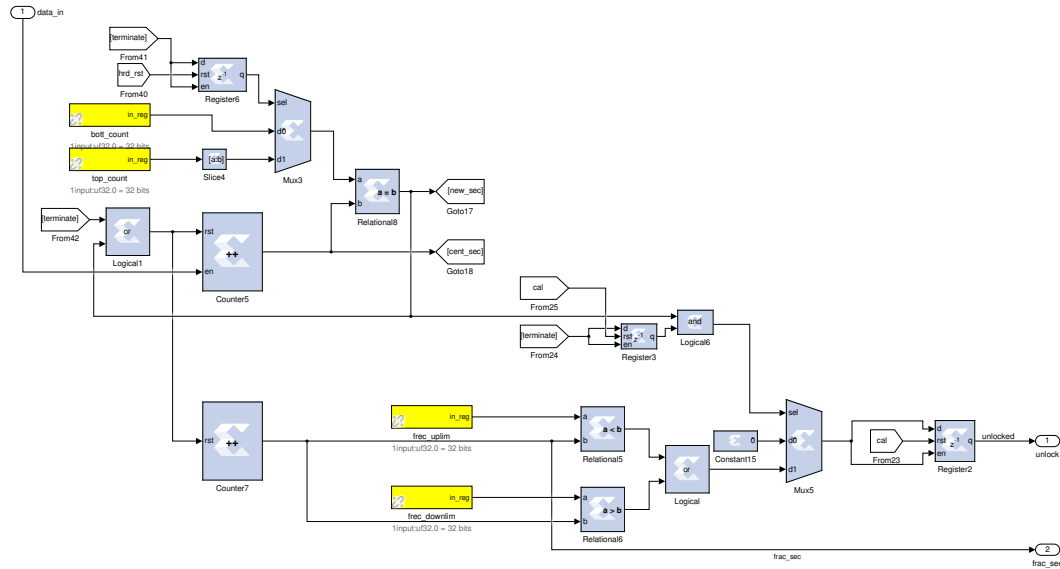 1
data_in
[terminate]
From41
hrd_rst
From40
d
rst
en
z-1
q
Register6
in_reg
bott_count
1input:uf32.0 = 32 bits
in_reg
top_count
1input:uf32.0 = 32 bits
[a:b]
Slice4
sel
d0
d1
Mux3
a
b
a = b
Relational8
[new_sec]
Goto17
[cent_sec]
Goto18
[terminate]
From42
or
Logical1
rst
en
++
Counter5
cal
From25
[terminate]
From24
d
rst
en
z-1
q
Register3
and
Logical6
rst
++
Counter7
in_reg
frec_uplim
1input:uf32.0 = 32 bits
in_reg
frec_downlim
1input:uf32.0 = 32 bits
a
b
a < b
Relational5
a
b
a > b
Relational6
or
Logical
0
Constant15
sel
d0
d1
Mux5
cal
From23
d
rst
en
z-1
q
Register2
unlocked
1
unlock
frac_sec
2
frac_sec